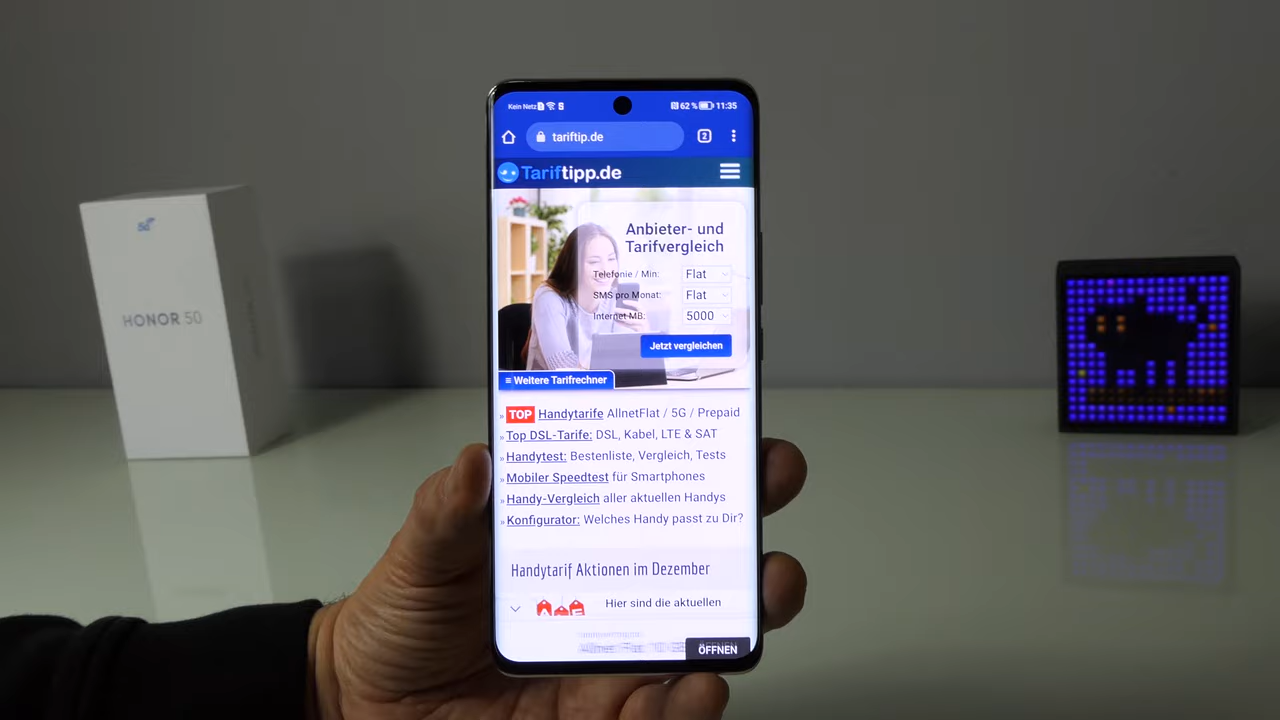 5G
HONOR 50
Kein Netz
62 % 11:35
tariftip.de
2
Tariftipp.de
Anbieter- und
Tarifvergleich
Telefonie / Min: Flat
SMS pro Monat: Flat
Internet MB: 5000
Jetzt vergleichen
≡ Weitere Tarifrechner
» TOP Handytarife AllnetFlat / 5G / Prepaid
» Top DSL-Tarife: DSL, Kabel, LTE & SAT
» Handytest: Bestenliste, Vergleich, Tests
» Mobiler Speedtest für Smartphones
» Handy-Vergleich aller aktuellen Handys
» Konfigurator: Welches Handy passt zu Dir?
Handytarif Aktionen im Dezember
Hier sind die aktuellen
ÖFFNEN